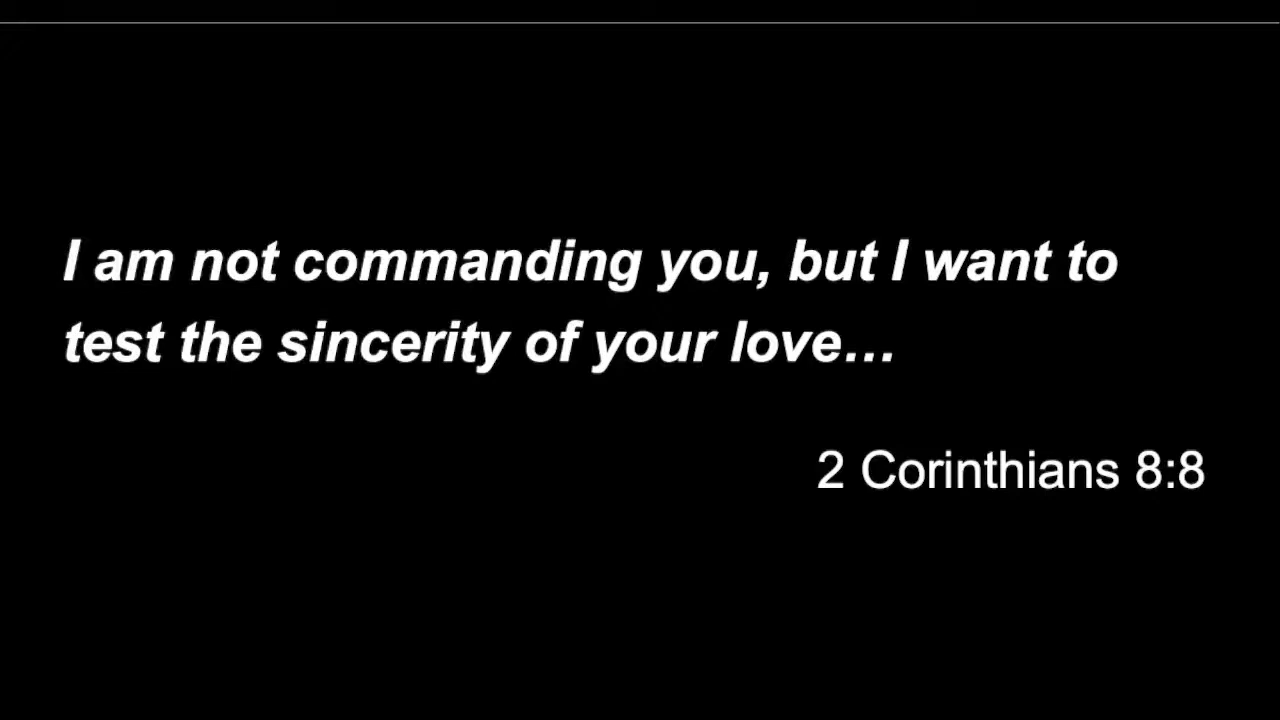 I am not commanding you, but I want to
test the sincerity of your love…
2 Corinthians 8:8